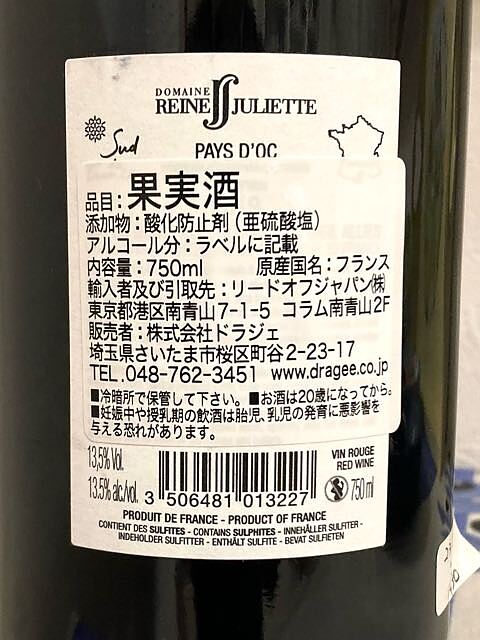 DOMAINE
REINE JULIETTE
Sud
PAYS D'OC
品目：果実酒
添加物：酸化防止剤（亜硫酸塩）
アルコール分：ラベルに記載
内容量：750ml　原産国名：フランス
輸入者及び引取先：リードオフジャパン㈱
東京都港区南青山7-1-5 コラム南青山2F
販売者：株式会社ドラジェ
埼玉県さいたま市桜区町谷2-23-17
TEL.048-762-3451 www.dragee.co.jp
■冷暗所で保管して下さい。■お酒は20歳になってから。
■妊娠中や授乳期の飲酒は胎児、乳児の発育に悪影響を
与える恐れがあります。
13,5% Vol.
13.5% alc./vol.
3 506481 013227
VIN ROUGE
RED WINE
750 ml
PRODUIT DE FRANCE - PRODUCT OF FRANCE
CONTIENT DES SULFITES - CONTAINS SULPHITES - INNEHÅLLER SULFITER -
INDEHOLDER SULFITTER - ENTHÄLT SULFITE - BEVAT SULFIETEN